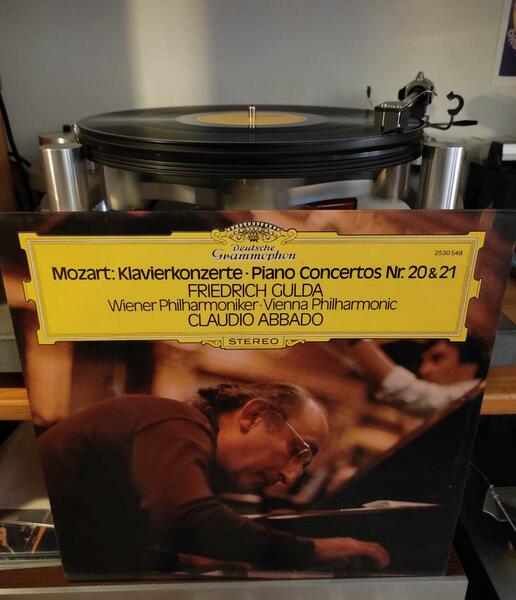 Deutsche
Grammophon
2530 548
Mozart: Klavierkonzerte · Piano Concertos Nr. 20 & 21
FRIEDRICH GULDA
Wiener Philharmoniker · Vienna Philharmonic
CLAUDIO ABBADO
STEREO